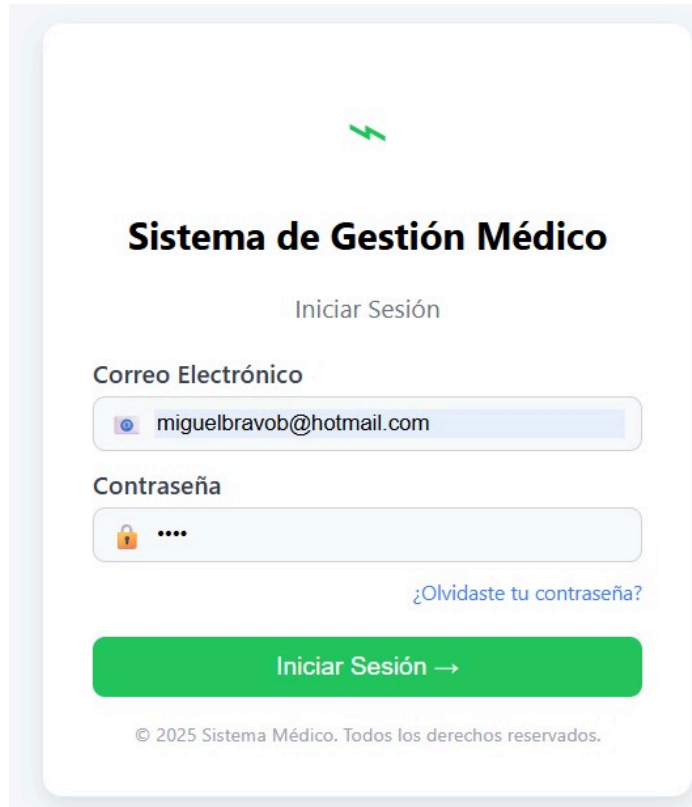 Sistema de Gestión Médico
Iniciar Sesión
Correo Electrónico
miguelbravob@hotmail.com
Contraseña
••••
¿Olvidaste tu contraseña?
Iniciar Sesión →
© 2025 Sistema Médico. Todos los derechos reservados.